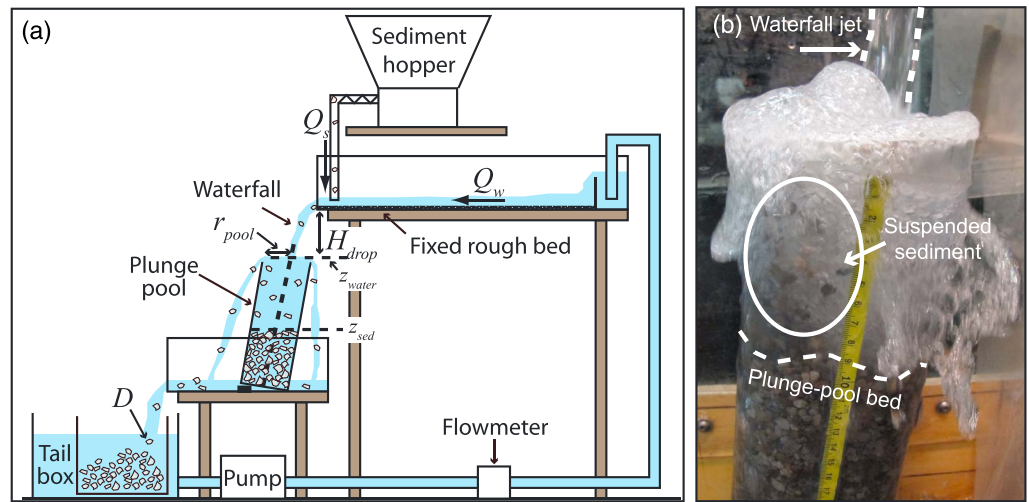 (a)
Sediment
hopper
Q_s
Waterfall
Q_w
r_pool
H_drop
Fixed rough bed
Plunge
pool
z_water
z_sed
D
Flowmeter
Tail
box
Pump
(b)
Waterfall jet
Suspended
sediment
Plunge-pool bed